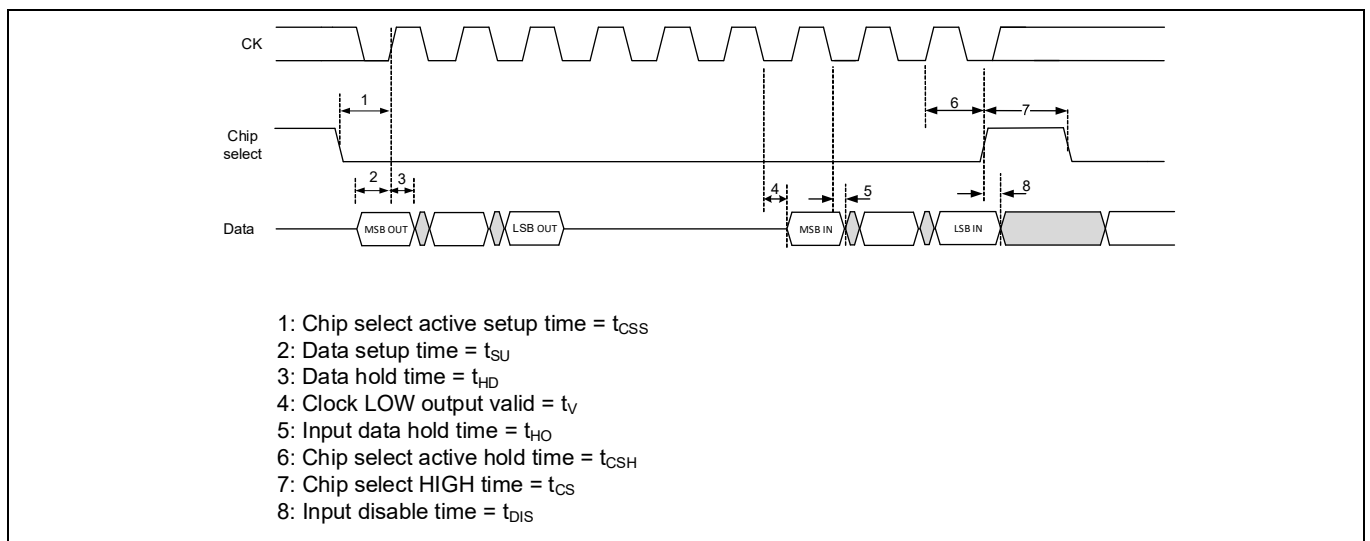 CK
1
6
7
Chip
select
2
3
4
5
8
Data
MSB OUT
LSB OUT
MSB IN
LSB IN
1: Chip select active setup time = tCSS
2: Data setup time = tSU
3: Data hold time = tHD
4: Clock LOW output valid = tV
5: Input data hold time = tHO
6: Chip select active hold time = tCSH
7: Chip select HIGH time = tCS
8: Input disable time = tDIS